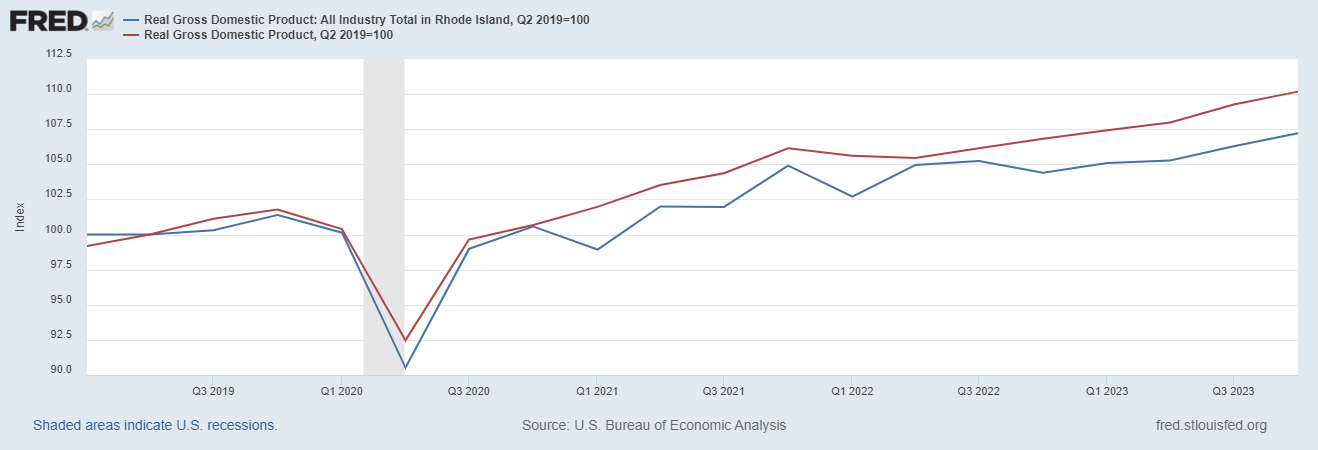 FRED
Real Gross Domestic Product: All Industry Total in Rhode Island, Q2 2019=100
Real Gross Domestic Product, Q2 2019=100
112.5
110.0
107.5
105.0
102.5
100.0
97.5
95.0
92.5
90.0
Index
Q3 2019 Q1 2020 Q3 2020 Q1 2021 Q3 2021 Q1 2022 Q3 2022 Q1 2023 Q3 2023
Shaded areas indicate U.S. recessions. Source: U.S. Bureau of Economic Analysis fred.stlouisfed.org